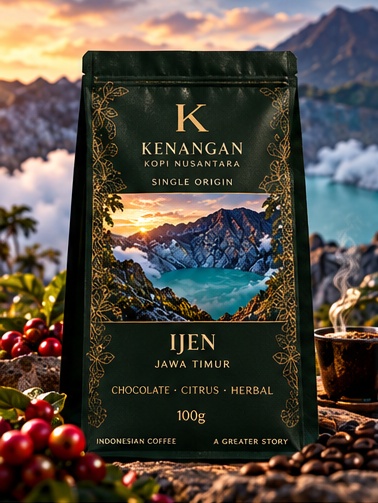 K
KENANGAN
KOPI NUSANTARA
SINGLE ORIGIN
IJEN
JAWA TIMUR
CHOCOLATE · CITRUS · HERBAL
100g
INDONESIAN COFFEE A GREATER STORY